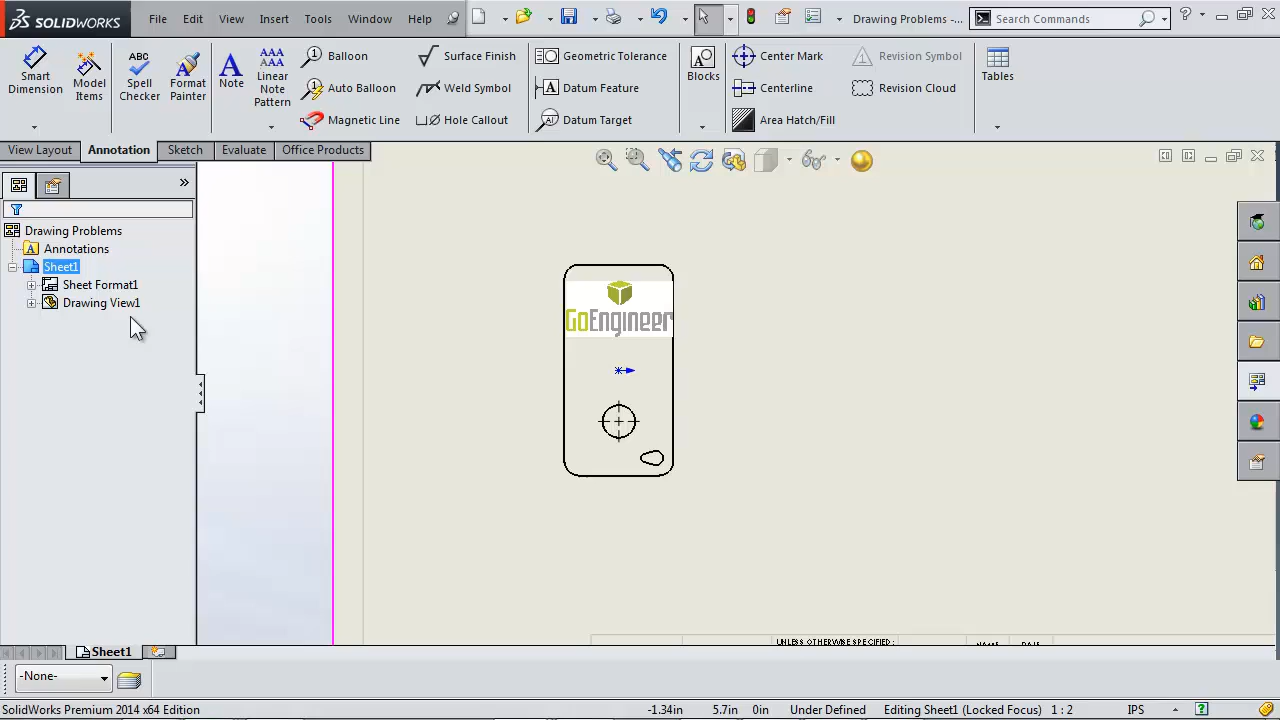 SOLIDWORKS
File Edit View Insert Tools Window Help
Drawing Problems -...
Search Commands
Smart Dimension
Model Items
Spell Checker
Format Painter
Note
Linear Note Pattern
Balloon
Auto Balloon
Magnetic Line
Surface Finish
Weld Symbol
Hole Callout
Geometric Tolerance
Datum Feature
Datum Target
Blocks
Center Mark
Centerline
Area Hatch/Fill
Revision Symbol
Revision Cloud
Tables
View Layout Annotation Sketch Evaluate Office Products
Drawing Problems
Annotations
Sheet1
Sheet Format1
Drawing View1
GoEngineer
UNLESS OTHERWISE SPECIFIED:
NAME DATE
Sheet1
-None-
SolidWorks Premium 2014 x64 Edition
-1.34in 5.7in 0in Under Defined Editing Sheet1 (Locked Focus) 1 : 2 IPS